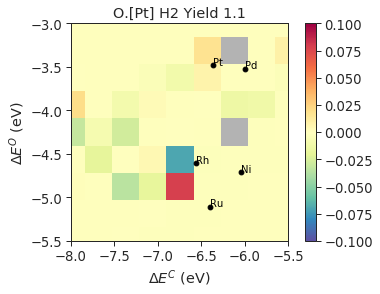 O.[Pt] H2 Yield 1.1
−3.0
−3.5
−4.0
−4.5
−5.0
−5.5
ΔE^O (eV)
Pt
Pd
Rh
Ni
Ru
−8.0 −7.5 −7.0 −6.5 −6.0 −5.5
ΔE^C (eV)
0.100
0.075
0.050
0.025
0.000
−0.025
−0.050
−0.075
−0.100